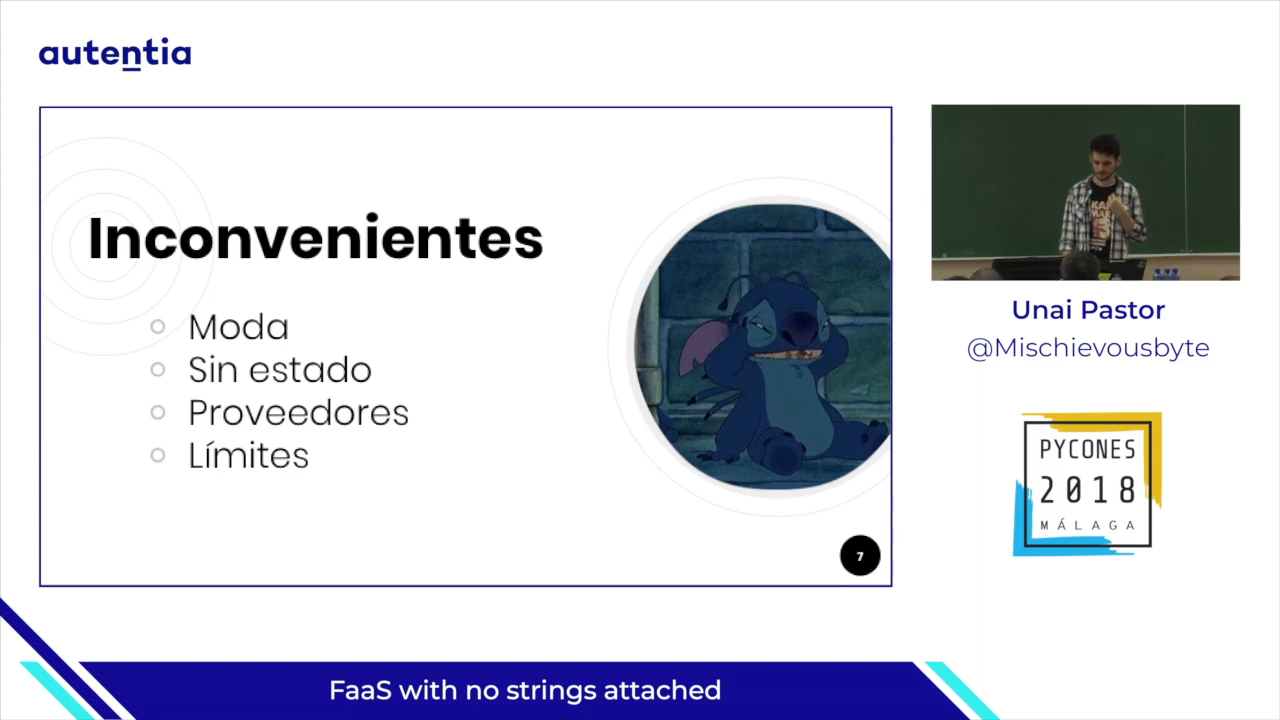 autentia
Inconvenientes
Moda
Sin estado
Proveedores
Límites
7
Unai Pastor
@Mischievousbyte
PYCONES
2018
MÁLAGA
FaaS with no strings attached